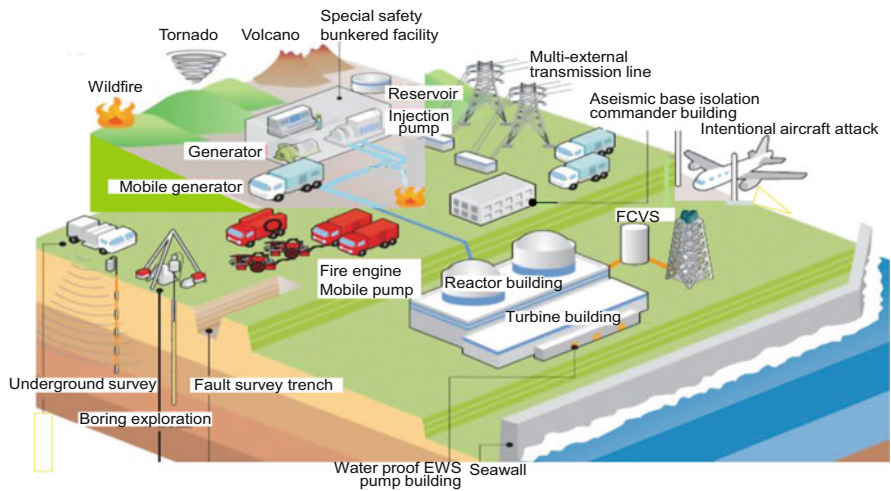 Special safety
bunkered facility
Tornado
Volcano
Multi-external
transmission line
Wildfire
Reservoir
Aseismic base isolation
commander building
Injection
pump
Intentional aircraft attack
Generator
Mobile generator
FCVS
Fire engine
Mobile pump
Reactor building
Turbine building
Underground survey
Fault survey trench
Boring exploration
Water proof EWS
pump building
Seawall